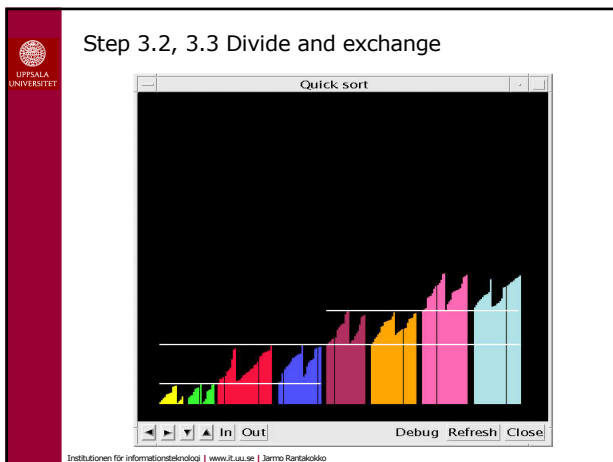 Step 3.2, 3.3 Divide and exchange
UPPSALA
UNIVERSITET
Quick sort
In Out Debug Refresh Close
Institutionen för informationsteknologi | www.it.uu.se | Jarmo Rantakokko